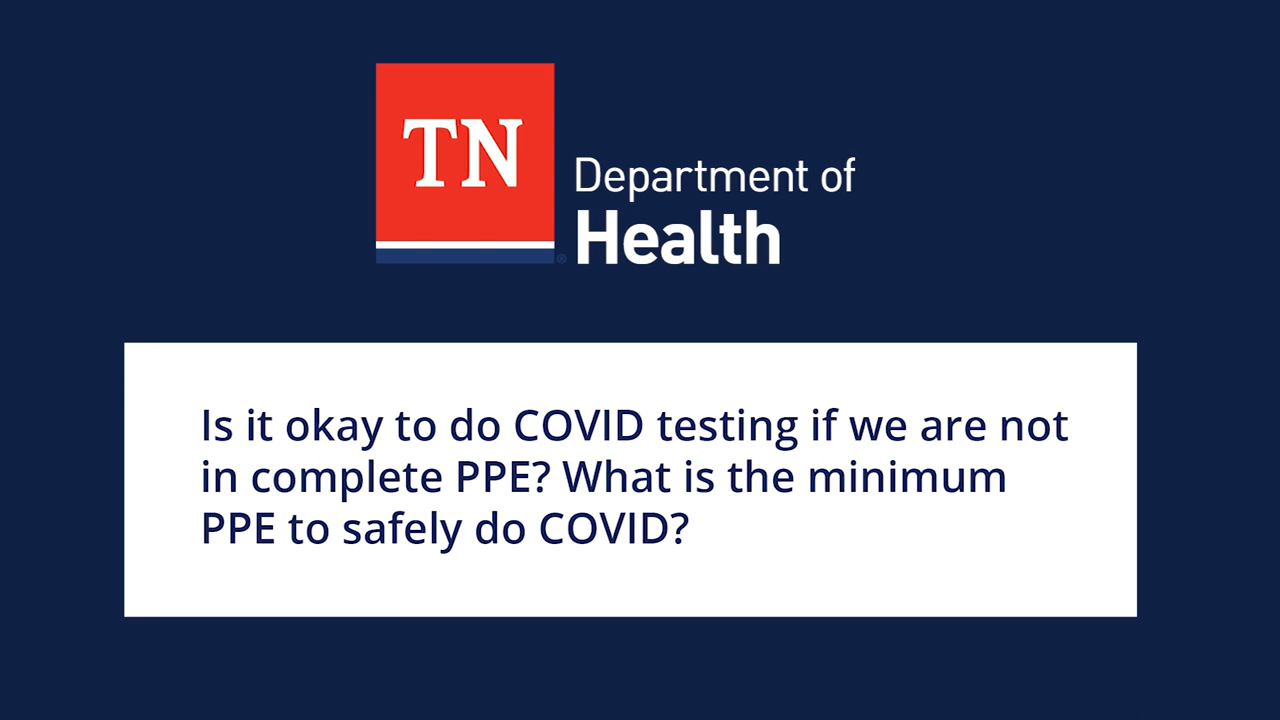 TN
Department of
Health
Is it okay to do COVID testing if we are not
in complete PPE? What is the minimum
PPE to safely do COVID?